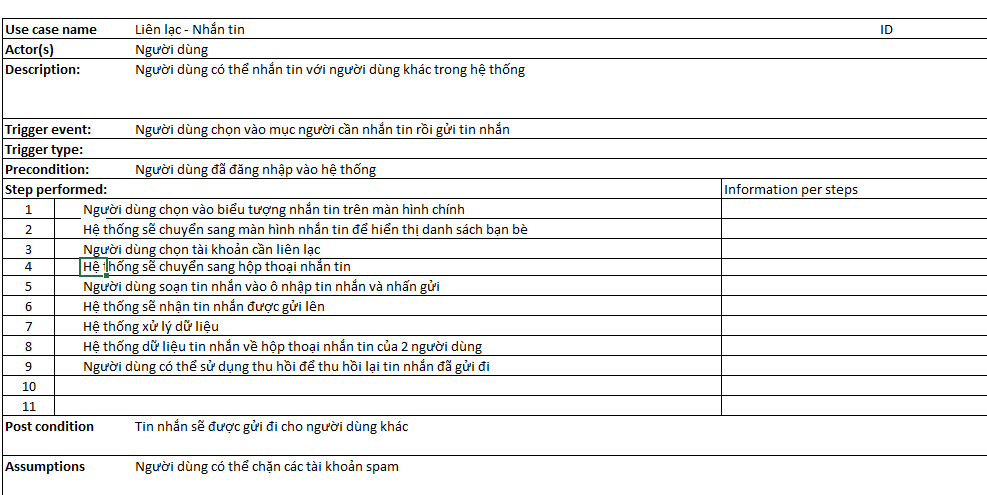 Use case name Liên lạc - Nhắn tin ID
Actor(s) Người dùng
Description: Người dùng có thể nhắn tin với người dùng khác trong hệ thống
Trigger event: Người dùng chọn vào mục người cần nhắn tin rồi gửi tin nhắn
Trigger type:
Precondition: Người dùng đã đăng nhập vào hệ thống
Step performed: Information per steps
1 Người dùng chọn vào biểu tượng nhắn tin trên màn hình chính
2 Hệ thống sẽ chuyển sang màn hình nhắn tin để hiển thị danh sách bạn bè
3 Người dùng chọn tài khoản cần liên lạc
4 Hệ thống sẽ chuyển sang hộp thoại nhắn tin
5 Người dùng soạn tin nhắn vào ô nhập tin nhắn và nhấn gửi
6 Hệ thống sẽ nhận tin nhắn được gửi lên
7 Hệ thống xử lý dữ liệu
8 Hệ thống dữ liệu tin nhắn về hộp thoại nhắn tin của 2 người dùng
9 Người dùng có thể sử dụng thu hồi để thu hồi lại tin nhắn đã gửi đi
10
11
Post condition Tin nhắn sẽ được gửi đi cho người dùng khác
Assumptions Người dùng có thể chặn các tài khoản spam